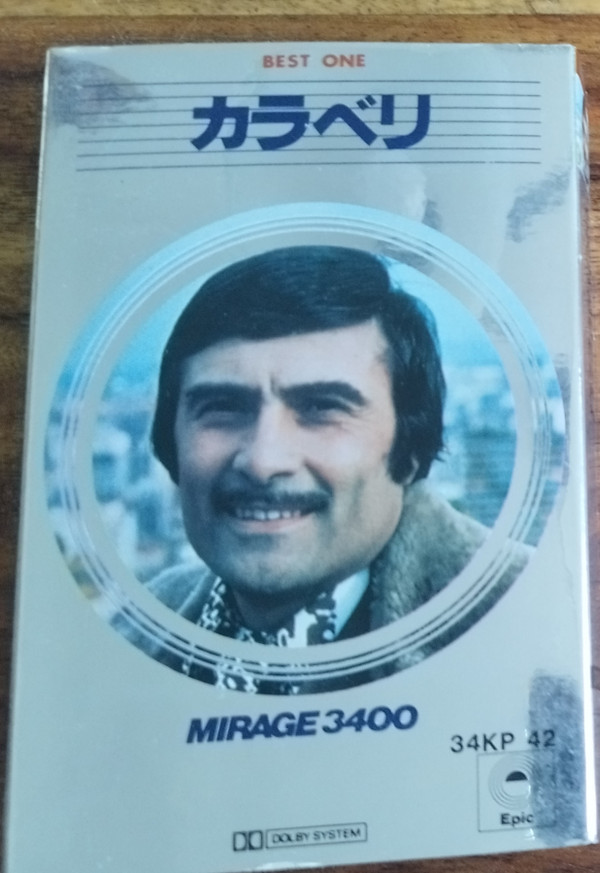 BEST ONE
カラベリ
MIRAGE 3400
34KP 42
Epic
DOLBY SYSTEM